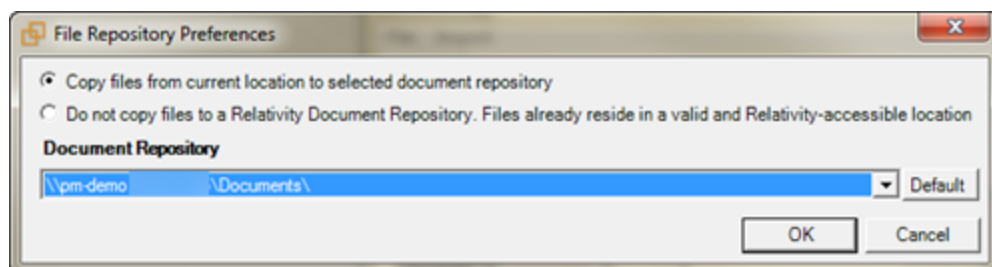 File Repository Preferences
Copy files from current location to selected document repository
Do not copy files to a Relativity Document Repository. Files already reside in a valid and Relativity-accessible location
Document Repository
\\pm-demo \Documents\ Default
OK Cancel